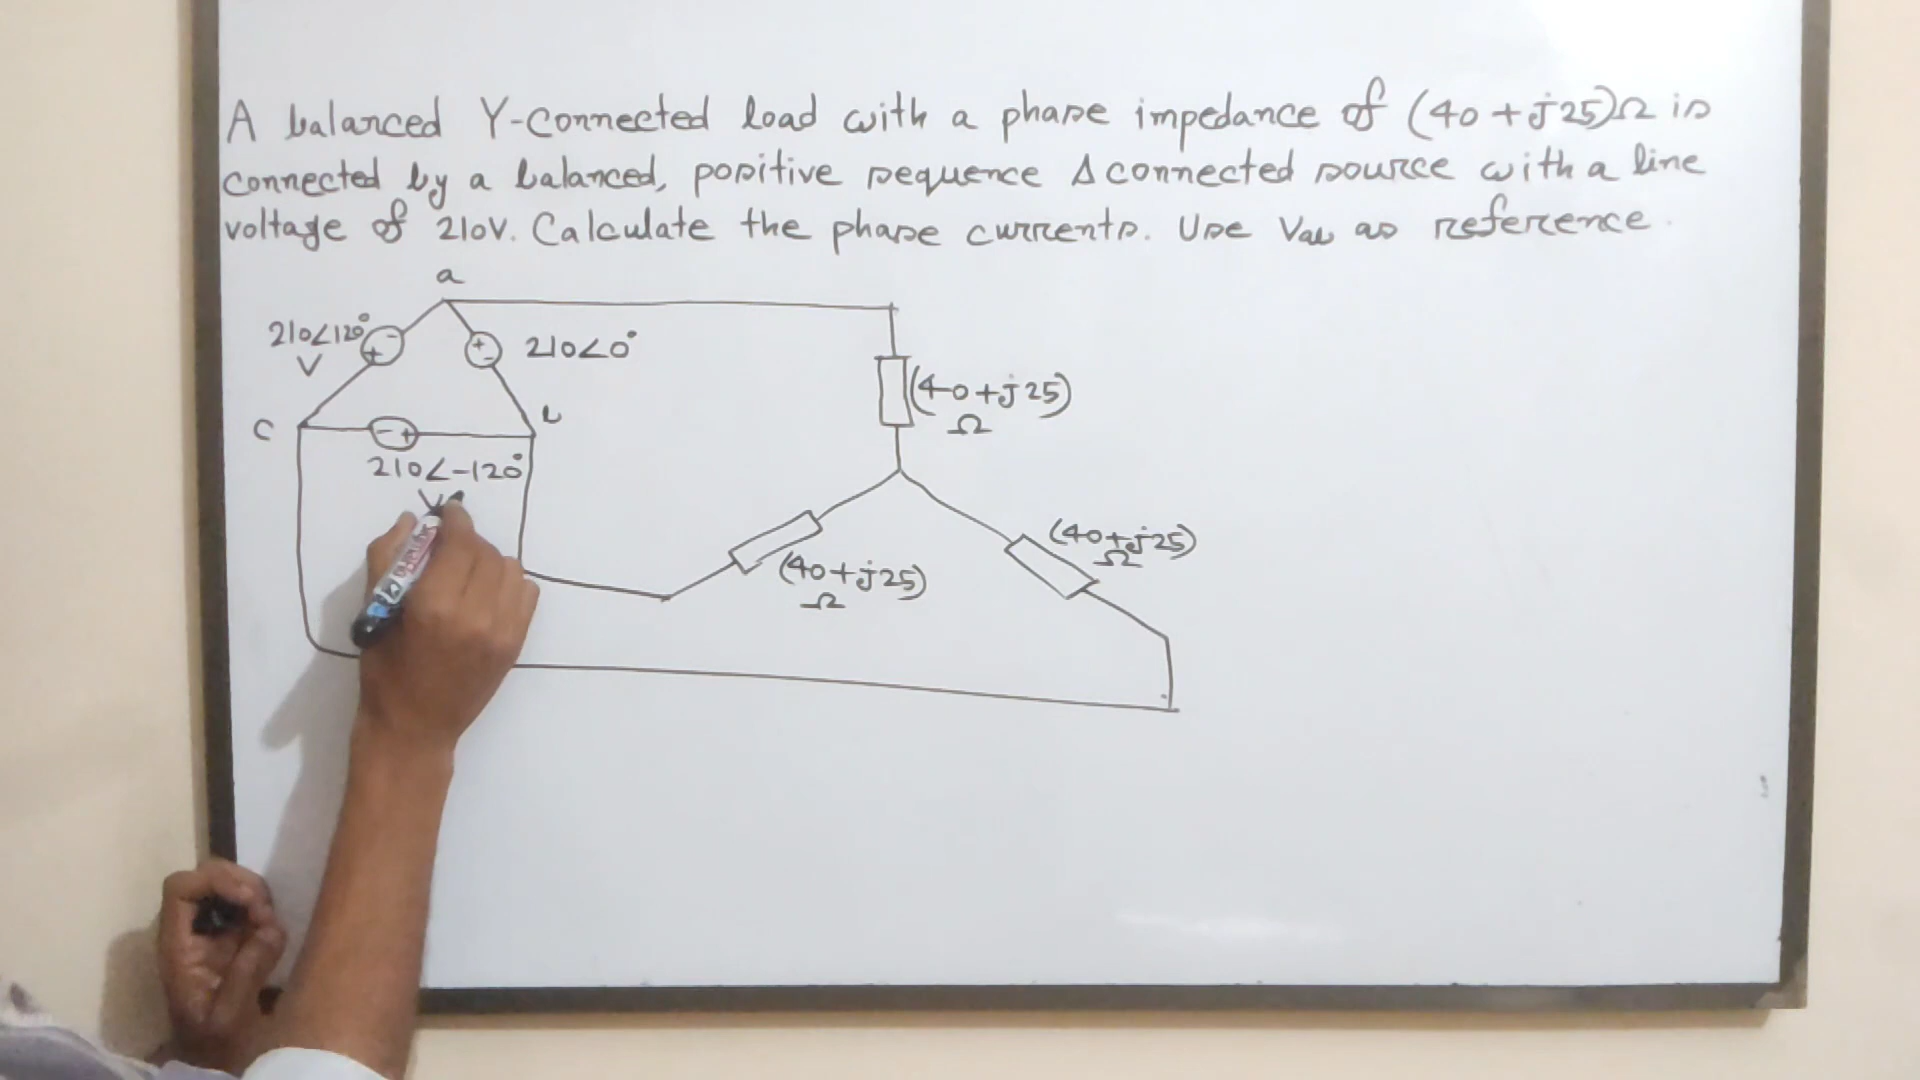 A balanced Y-connected load with a phase impedance of (40+j25)Ω is
connected by a balanced, positive sequence Δ connected source with a line
voltage of 210V. Calculate the phase currents. Use Vab as reference.
a
210∠120°
V
210∠0°
(40+j25)
Ω
c
b
210∠-120°
V
(40+j25)
Ω
(40+j25)
Ω